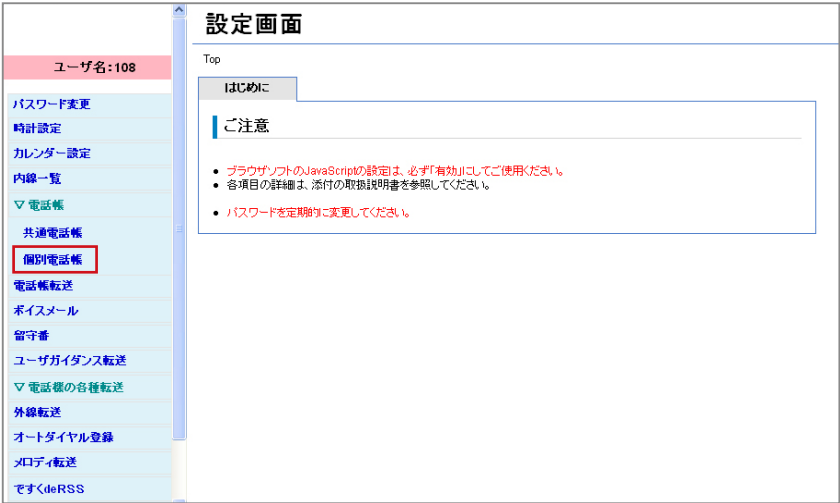 設定画面
ユーザ名:108
パスワード変更
時計設定
カレンダー設定
内線一覧
▽ 電話帳
共通電話帳
個別電話帳
電話帳転送
ボイスメール
留守番
ユーザガイダンス転送
▽ 電話機の各種転送
外線転送
オートダイヤル登録
メロディ転送
ですくdeRSS
Top
はじめに
ご注意
● ブラウザソフトのJavaScriptの設定は、必ず「有効」にしてご使用ください。
● 各項目の詳細は、添付の取扱説明書を参照してください。
● パスワードを定期的に変更してください。